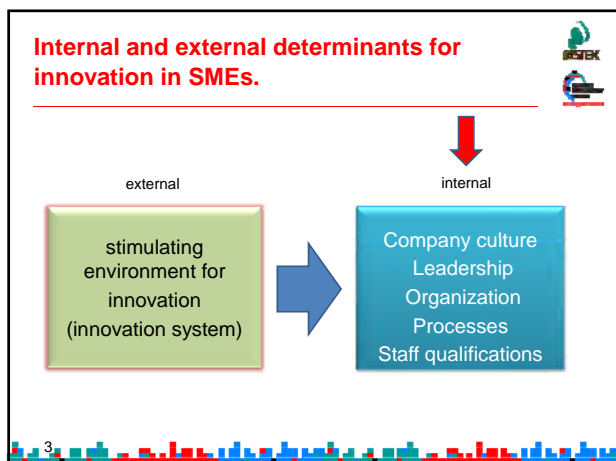 Internal and external determinants for
innovation in SMEs.
external
internal
stimulating
environment for
innovation
(innovation system)
Company culture
Leadership
Organization
Processes
Staff qualifications
3